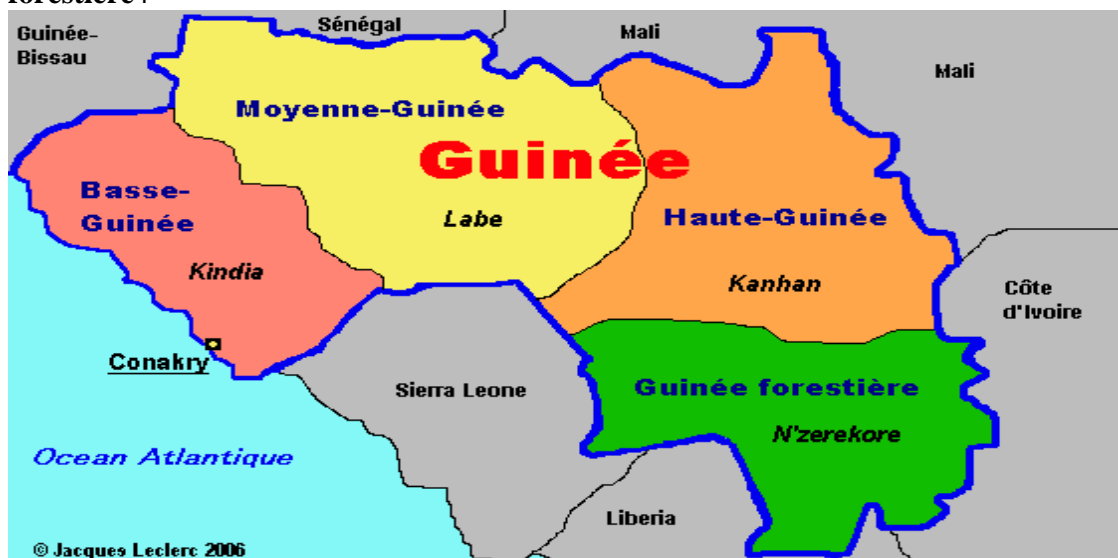 forestière
Guinée-
Bissau
Sénégal
Mali
Mali
Moyenne-Guinée
Guinée
Basse-
Guinée
Labe
Haute-Guinée
Kindia
Kanhan
Côte
d'Ivoire
Conakry
Sierra Leone
Guinée forestière
N'zerekore
Ocean Atlantique
Liberia
© Jacques Leclerc 2006